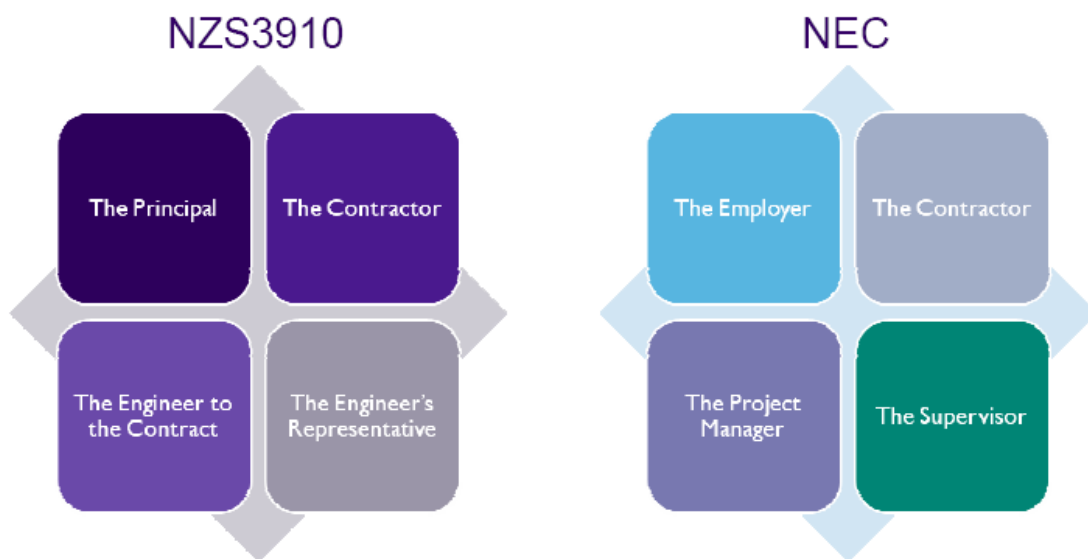 NZS3910
The Principal
The Contractor
The Engineer to
the Contract
The Engineer’s
Representative
NEC
The Employer
The Contractor
The Project
Manager
The Supervisor